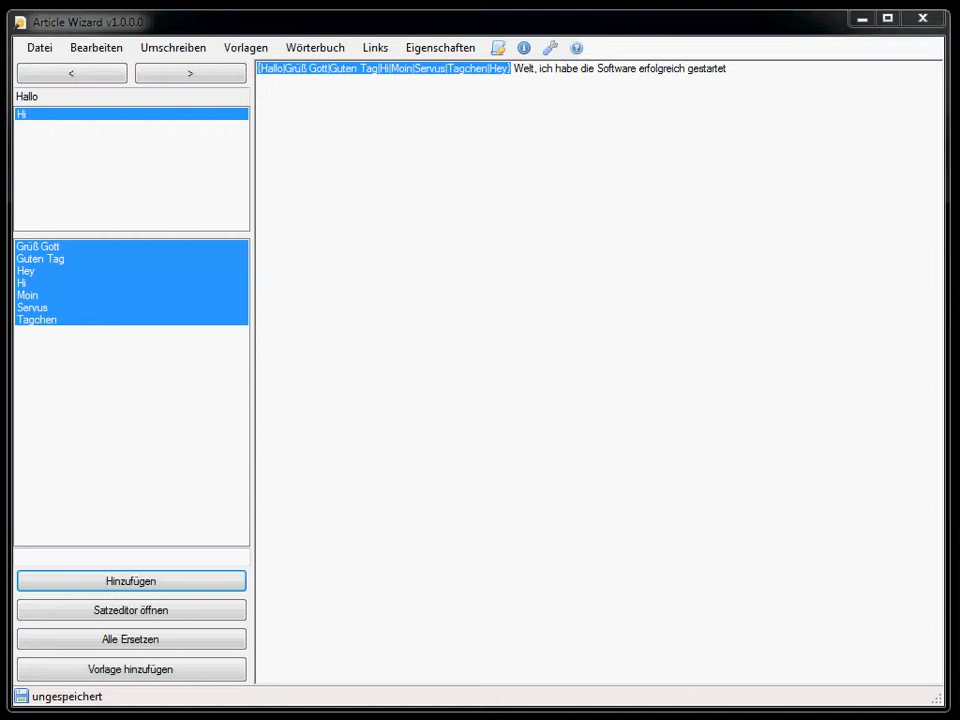 Article Wizard v1.0.0.0
Datei Bearbeiten Umschreiben Vorlagen Wörterbuch Links Eigenschaften
< >
{Hallo|Grüß Gott|Guten Tag|Hi|Moin|Servus|Tagchen|Hey} Welt, ich habe die Software erfolgreich gestartet
Hallo
Hi
Grüß Gott
Guten Tag
Hey
Hi
Moin
Servus
Tagchen
Hinzufügen
Satzeditor öffnen
Alle Ersetzen
Vorlage hinzufügen
ungespeichert